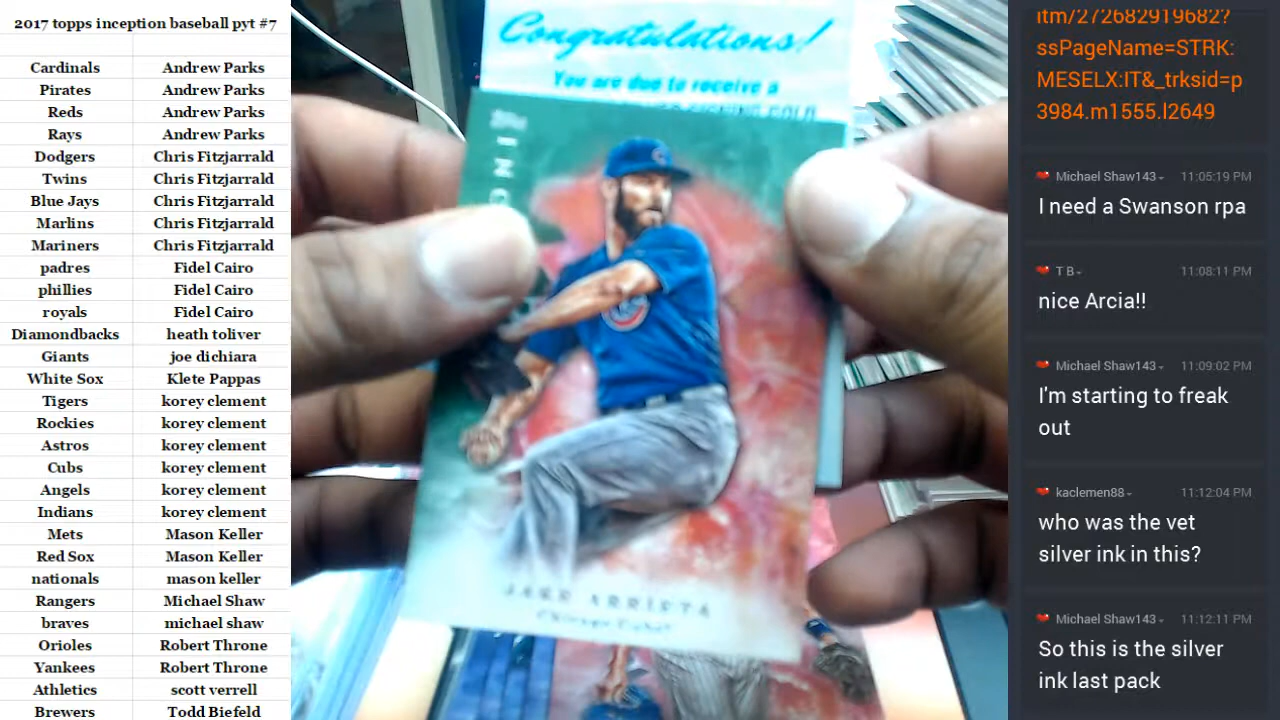 2017 topps inception baseball pyt #7
Cardinals Andrew Parks
Pirates Andrew Parks
Reds Andrew Parks
Rays Andrew Parks
Dodgers Chris Fitzjarrald
Twins Chris Fitzjarrald
Blue Jays Chris Fitzjarrald
Marlins Chris Fitzjarrald
Mariners Chris Fitzjarrald
padres Fidel Cairo
phillies Fidel Cairo
royals Fidel Cairo
Diamondbacks heath toliver
Giants joe dichiara
White Sox Klete Pappas
Tigers korey clement
Rockies korey clement
Astros korey clement
Cubs korey clement
Angels korey clement
Indians korey clement
Mets Mason Keller
Red Sox Mason Keller
nationals mason keller
Rangers Michael Shaw
braves michael shaw
Orioles Robert Throne
Yankees Robert Throne
Athletics scott verrell
Brewers Todd Biefeld
Congratulations!
You are due to receive a
JAKE ARRIETA
Chicago Cubs
itm/272682919682?
ssPageName=STRK:
MESELX:IT&_trksid=p
3984.m1555.l2649
Michael Shaw143 11:05:19 PM
I need a Swanson rpa
T B 11:08:11 PM
nice Arcia!!
Michael Shaw143 11:09:02 PM
I'm starting to freak
out
kaclemen88 11:12:04 PM
who was the vet
silver ink in this?
Michael Shaw143 11:12:11 PM
So this is the silver
ink last pack